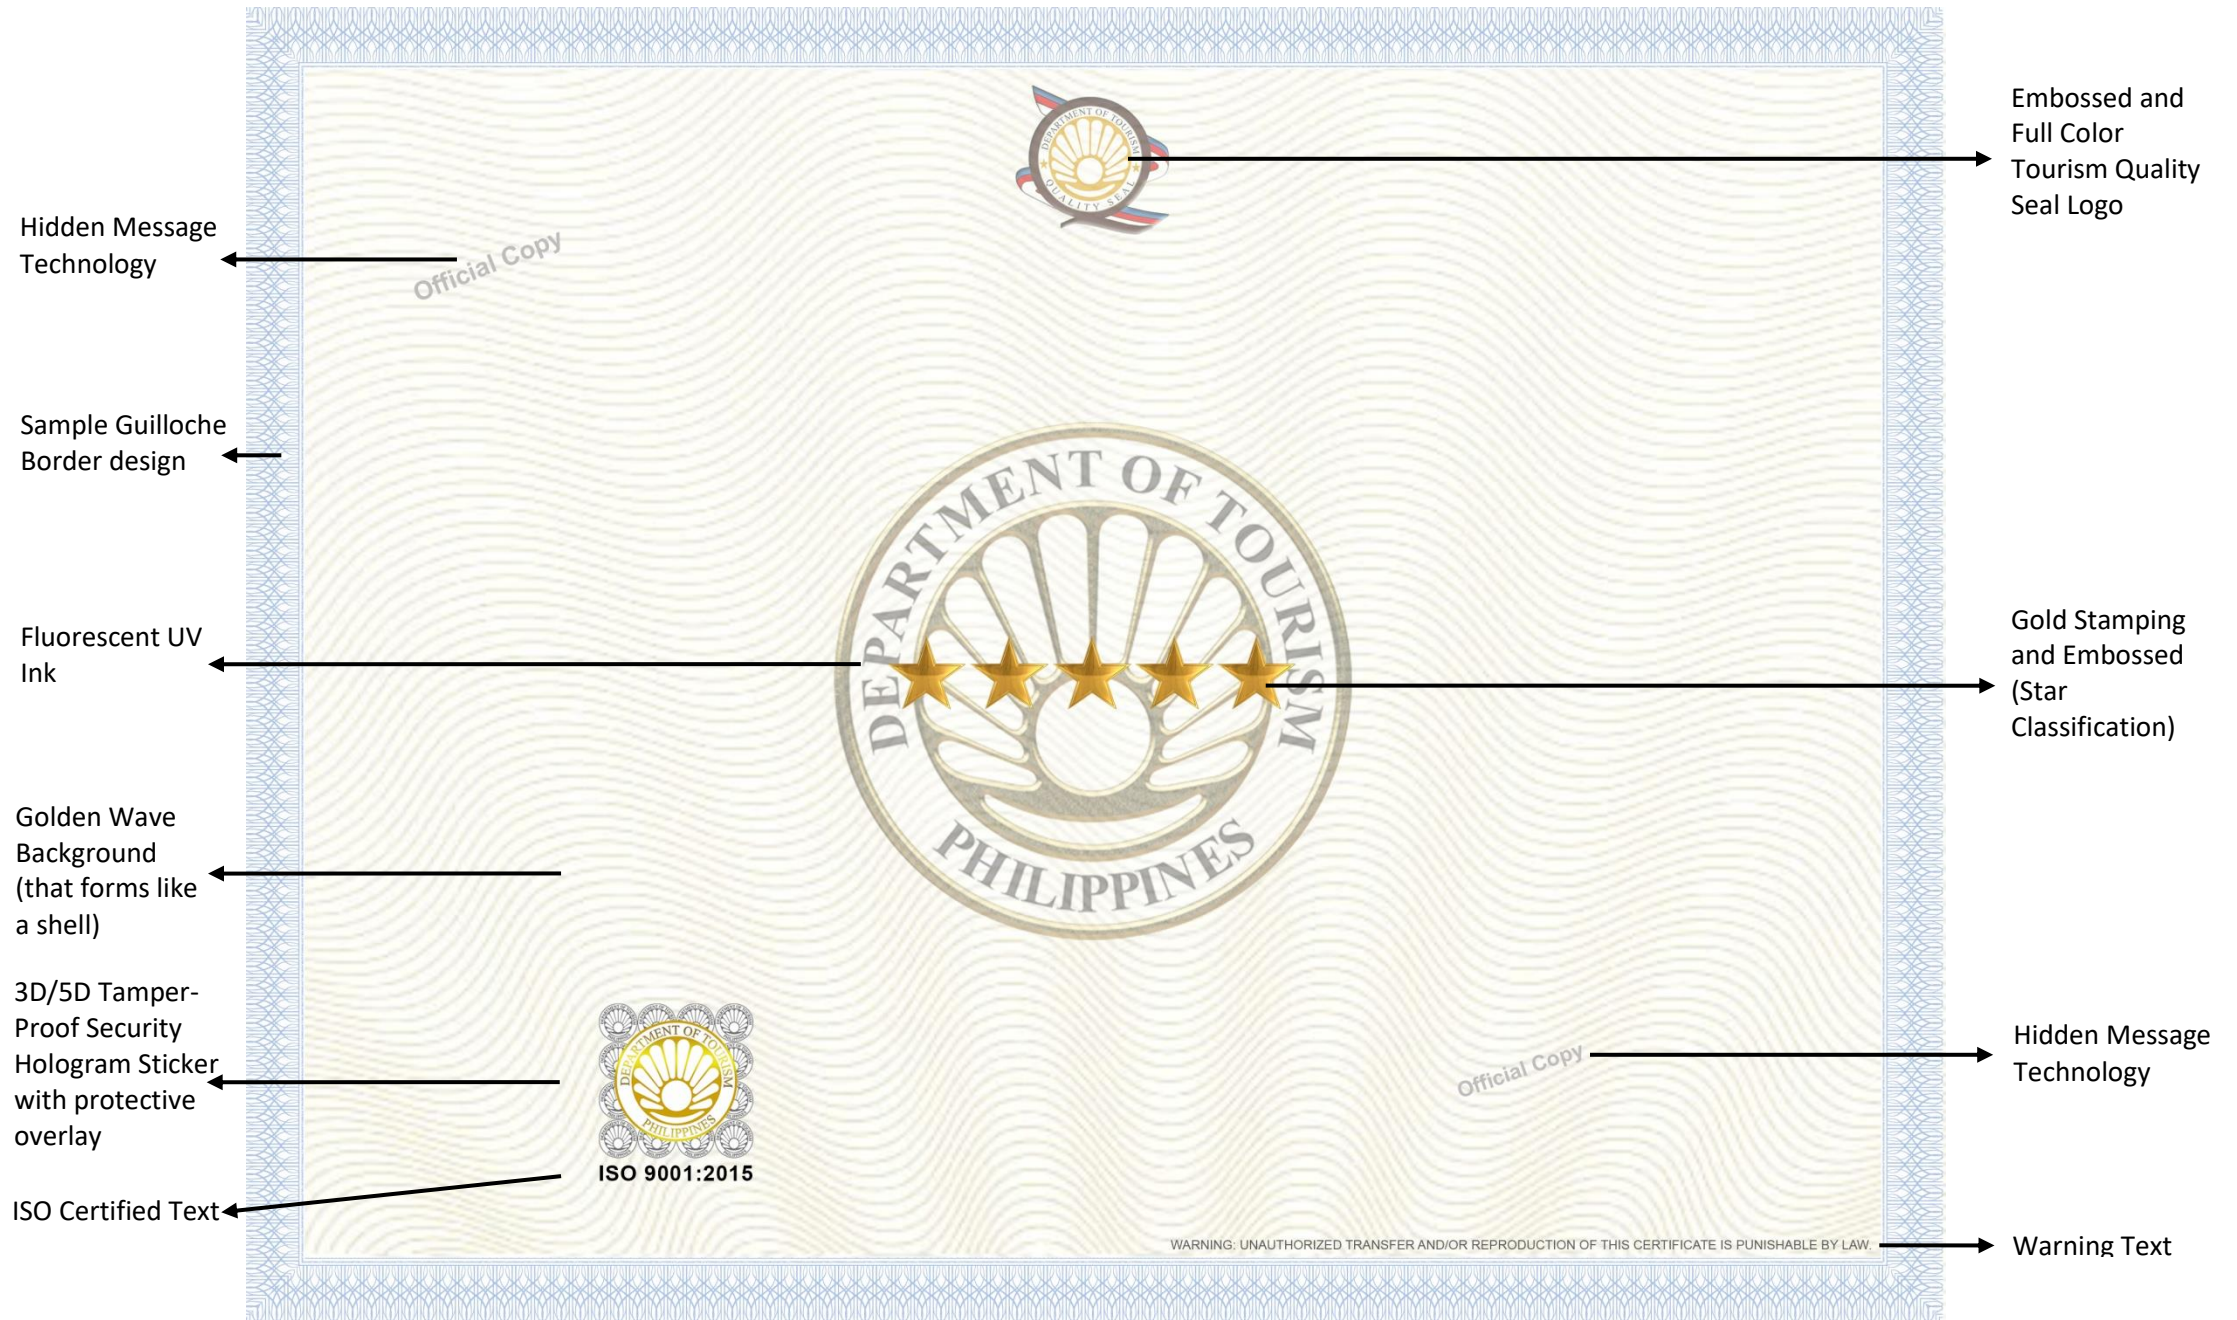 Embossed and
Full Color
Tourism Quality
Seal Logo
DEPARTMENT OF TOURISM
QUALITY SEAL
Hidden Message
Technology
Official Copy
Sample Guilloche
Border design
DEPARTMENT OF TOURISM
PHILIPPINES
Fluorescent UV
Ink
Gold Stamping
and Embossed
(Star
Classification)
Golden Wave
Background
(that forms like
a shell)
3D/5D Tamper-
Proof Security
Hologram Sticker
with protective
overlay
DEPARTMENT OF TOURISM
PHILIPPINES
ISO 9001:2015
Official Copy
Hidden Message
Technology
ISO Certified Text
WARNING: UNAUTHORIZED TRANSFER AND/OR REPRODUCTION OF THIS CERTIFICATE IS PUNISHABLE BY LAW.
Warning Text